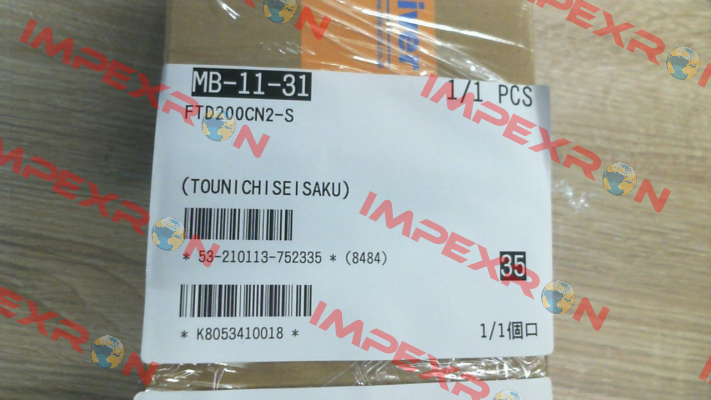 iver
MB-11-31
1/1 PCS
FTD200CN2-S
(TOUNICHISEISAKU)
* 53-210113-752335 * (8484)
35
* K8053410018 *
1/1個口
IMPEXRON
IMPEXRON
IMPEXRON
IMPEXRON
IMPEXRON